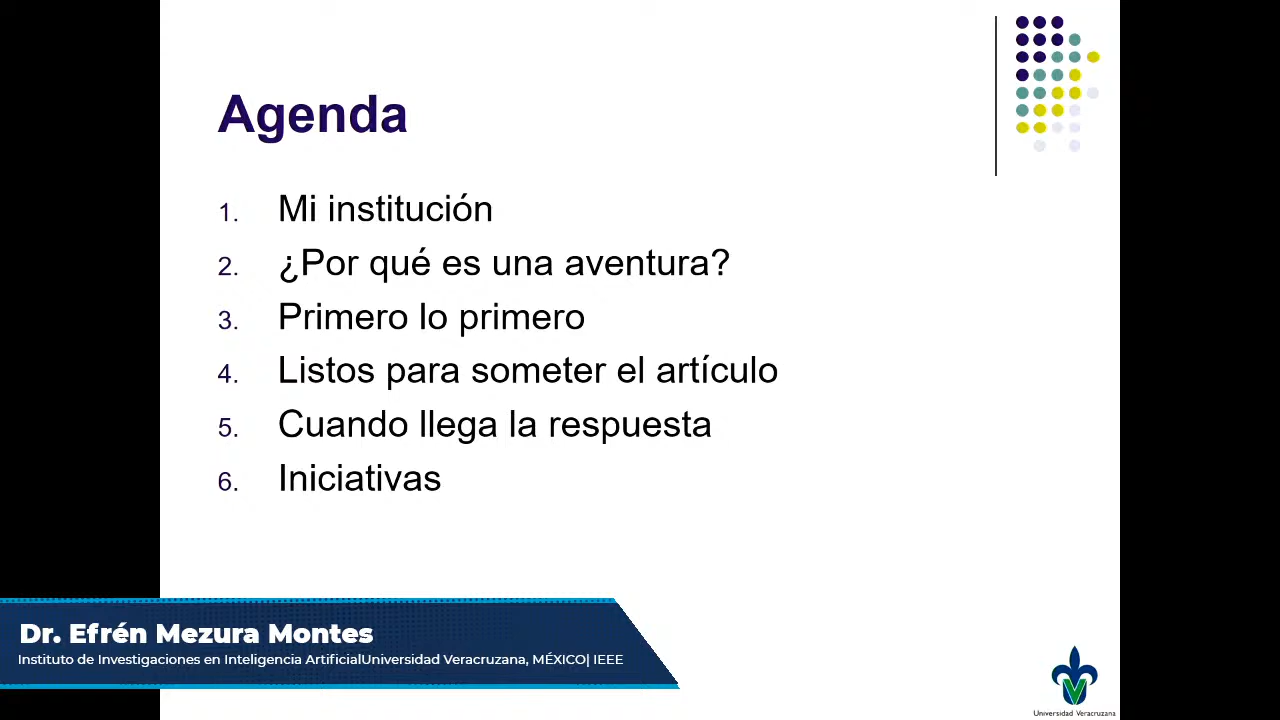 Agenda
1. Mi institución
2. ¿Por qué es una aventura?
3. Primero lo primero
4. Listos para someter el artículo
5. Cuando llega la respuesta
6. Iniciativas
Dr. Efrén Mezura Montes
Instituto de Investigaciones en Inteligencia ArtificialUniversidad Veracruzana, MÉXICO| IEEE
Universidad Veracruzana